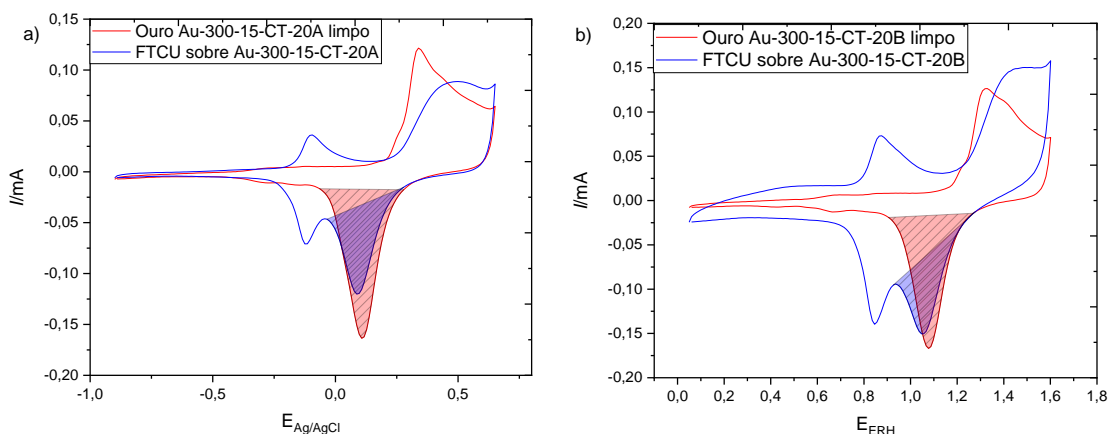 a)
Ouro Au-300-15-CT-20A limpo
FTCU sobre Au-300-15-CT-20A
0,15
0,10
0,05
0,00
-0,05
-0,10
-0,15
-0,20
I/mA
-1,0 -0,5 0,0 0,5
E Ag/AgCl
b)
Ouro Au-300-15-CT-20B limpo
FTCU sobre Au-300-15-CT-20B
0,20
0,15
0,10
0,05
0,00
-0,05
-0,10
-0,15
-0,20
I/mA
0,0 0,2 0,4 0,6 0,8 1,0 1,2 1,4 1,6 1,8
E ERH